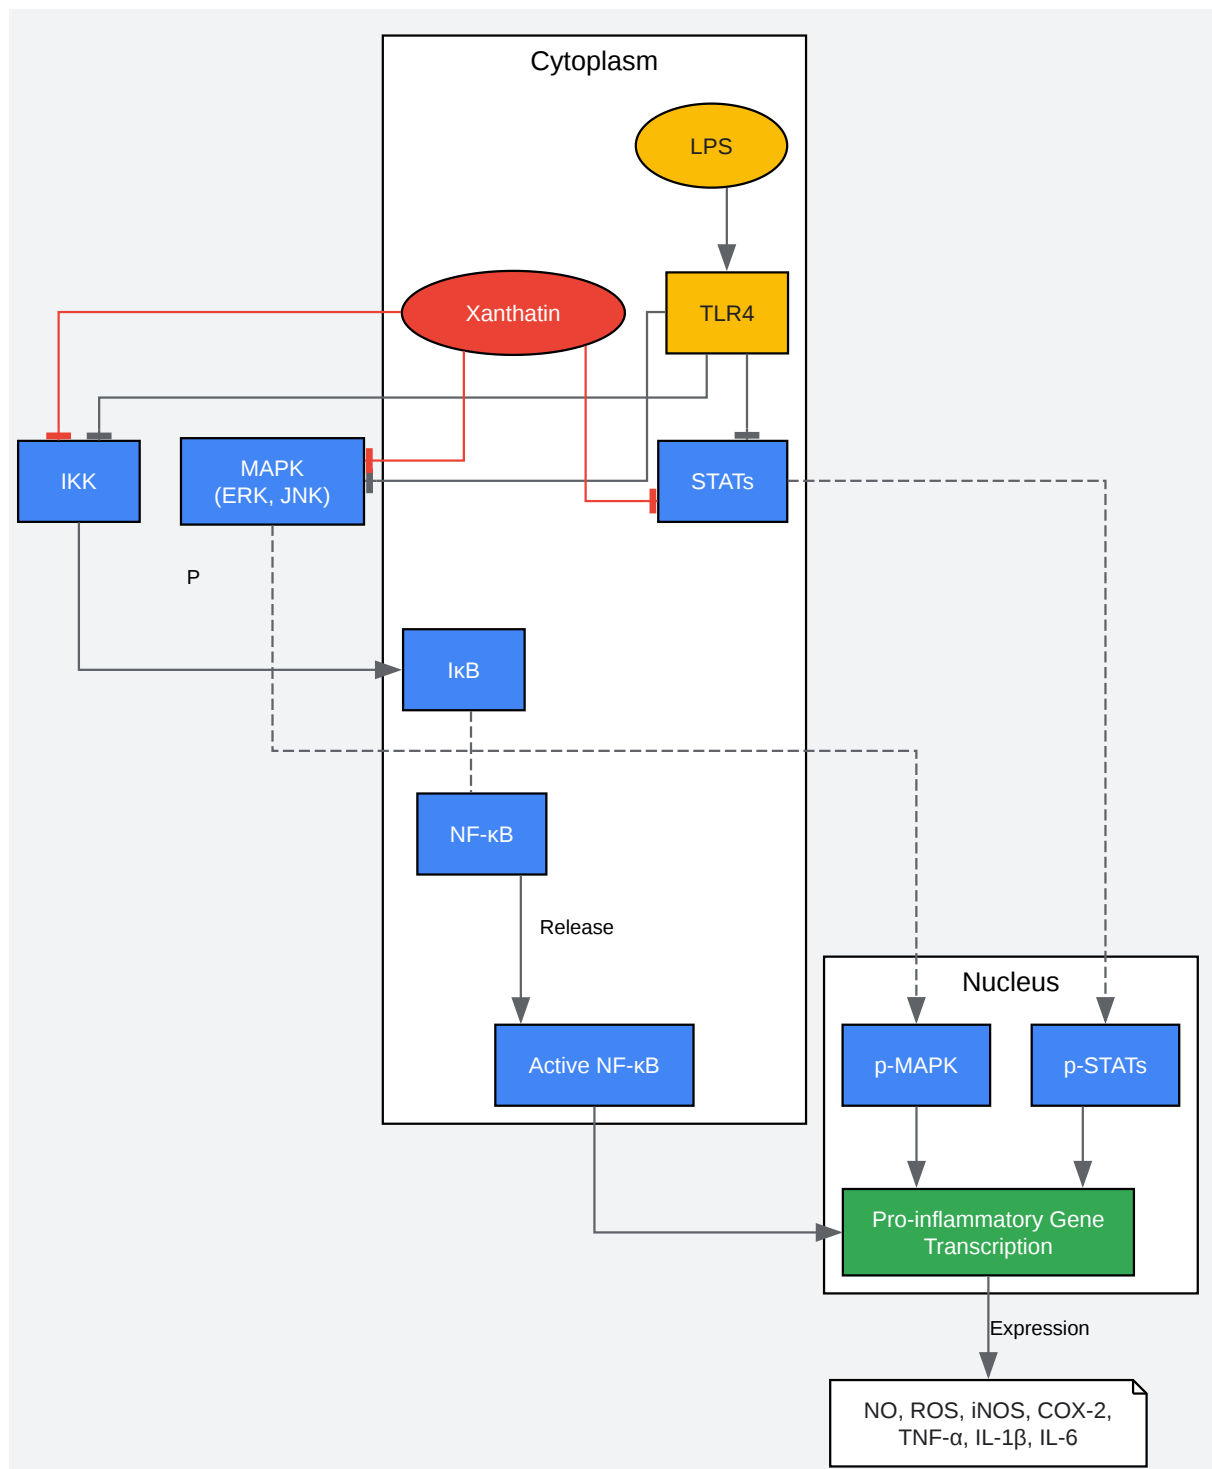 Cytoplasm
LPS
Xanthatin
TLR4
IKK
MAPK
(ERK, JNK)
STATs
P
IκB
NF-κB
Release
Nucleus
Active NF-κB
p-MAPK
p-STATs
Pro-inflammatory Gene
Transcription
Expression
NO, ROS, iNOS, COX-2,
TNF-α, IL-1β, IL-6